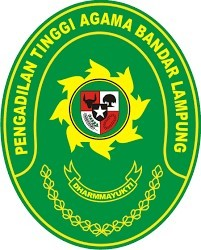 PENGADILAN TINGGI AGAMA BANDAR LAMPUNG
DHARMMAYUKTI